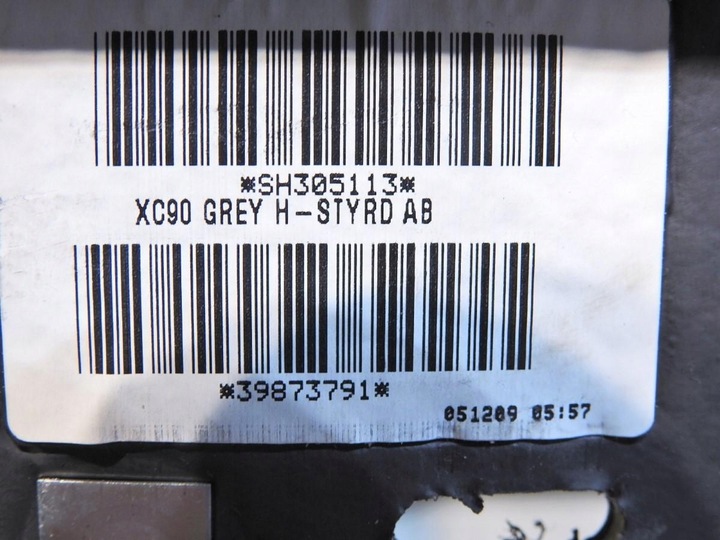 *SH305113*
XC90 GREY H-STYRD AB
*39873791*
051209 05:57